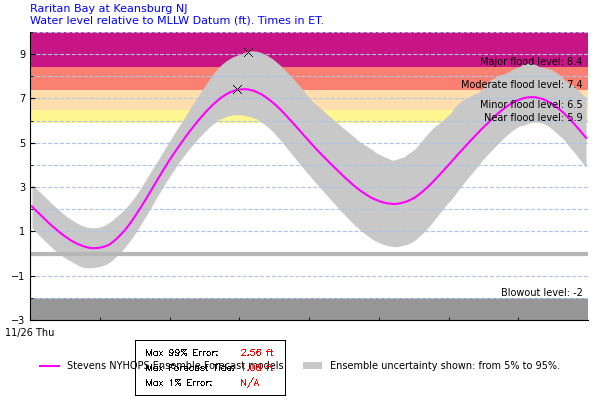 Raritan Bay at Keansburg NJ
Water level relative to MLLW Datum (ft). Times in ET.
9
7
5
3
1
−1
−3
Major flood level: 8.4
Moderate flood level: 7.4
Minor flood level: 6.5
Near flood level: 5.9
Blowout level: -2
11/26 Thu
Max 99% Error: 2.56 ft
Stevens NYHOPS Ensemble Forecast models
Max Forecast Tide: ft
Max 1% Error: N/A
Ensemble uncertainty shown: from 5% to 95%.